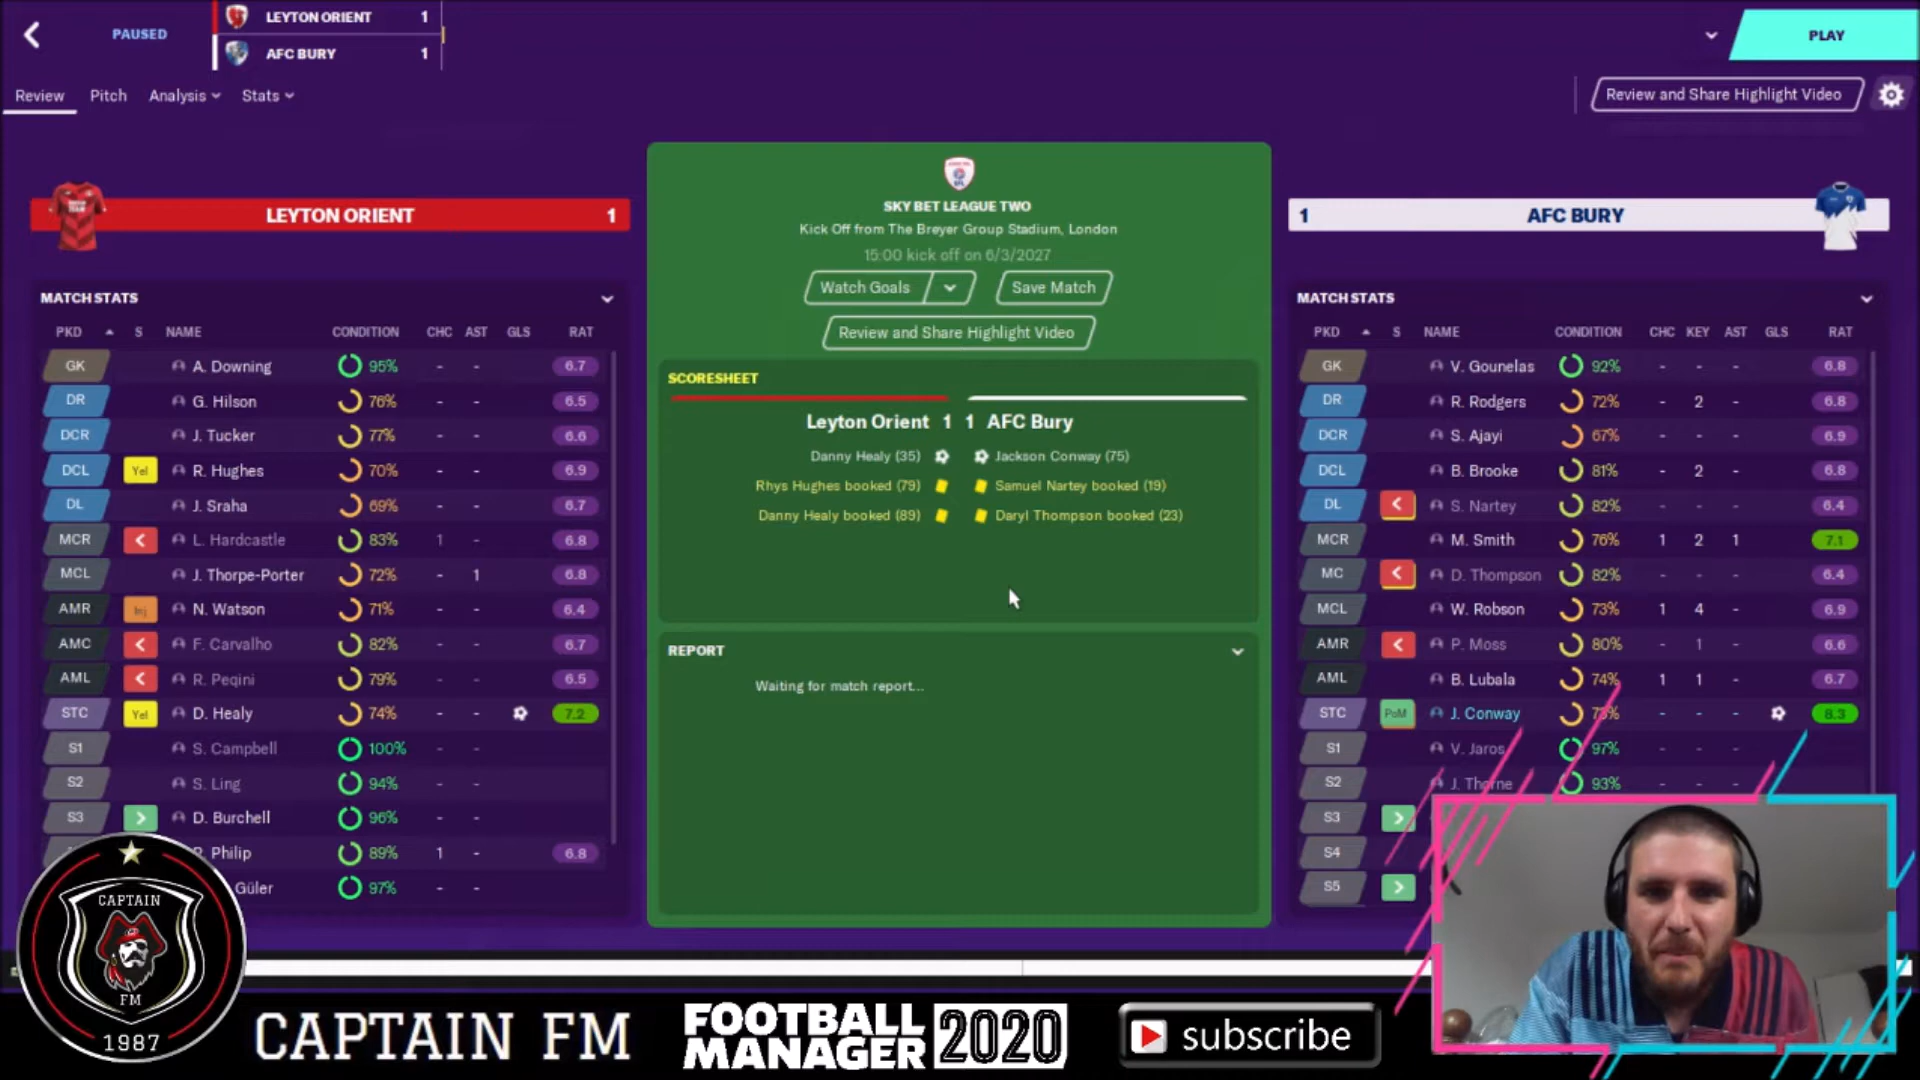 PAUSED
LEYTON ORIENT 1
AFC BURY 1
PLAY
Review Pitch Analysis Stats
Review and Share Highlight Video
LEYTON ORIENT 1
MATCH STATS
PKD S NAME CONDITION CHC AST GLS RAT
GK A. Downing 95% - - 6.7
DR G. Hilson 76% - - 6.5
DCR J. Tucker 77% - - 6.6
DCL Yel R. Hughes 70% - - 6.9
DL J. Sraha 69% - - 6.7
MCR L. Hardcastle 83% 1 - 6.8
MCL J. Thorpe-Porter 72% - 1 6.8
AMR Inj N. Watson 71% - - 6.4
AMC F. Carvalho 82% - - 6.7
AML R. Peqini 79% - - 6.5
STC Yel D. Healy 74% - - 7.2
S1 S. Campbell 100% - -
S2 S. Ling 94% - -
S3 D. Burchell 96% - -
Philip 89% 1 - 6.8
Güler 97% - -
SKY BET LEAGUE TWO
Kick Off from The Breyer Group Stadium, London
15:00 kick off on 6/3/2027
Watch Goals
Save Match
Review and Share Highlight Video
SCORESHEET
Leyton Orient 1 1 AFC Bury
Danny Healy (35) Jackson Conway (75)
Rhys Hughes booked (79) Samuel Nartey booked (19)
Danny Healy booked (89) Daryl Thompson booked (23)
REPORT
Waiting for match report...
1 AFC BURY
MATCH STATS
PKD S NAME CONDITION CHC KEY AST GLS RAT
GK V. Gounelas 92% - - - 6.8
DR R. Rodgers 72% - 2 - 6.8
DCR S. Ajayi 67% - - - 6.9
DCL B. Brooke 81% - 2 - 6.8
DL S. Nartey 82% - - - 6.4
MCR M. Smith 76% 1 2 1 7.1
MC D. Thompson 82% - - - 6.4
MCL W. Robson 73% 1 4 - 6.9
AMR P. Moss 80% - 1 - 6.6
AML B. Lubala 74% 1 1 - 6.7
STC PoM J. Conway - - - 8.3
S1 V. Jaros 97% - - -
S2 J. Thorne 93% - - -
S3
S4
S5
CAPTAIN
FM
1987
CAPTAIN FM
FOOTBALL
MANAGER 2020
subscribe